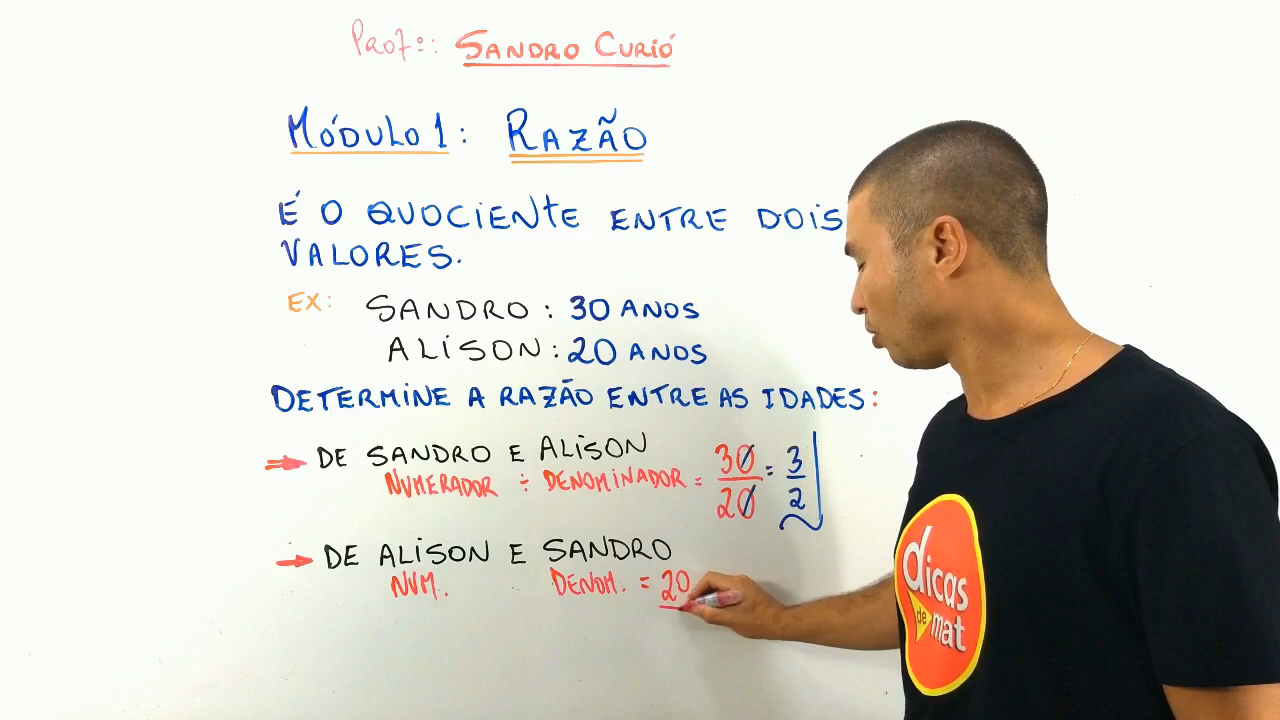 Prof°: SANDRO CURIÓ
MÓDULO 1: RAZÃO
É O QUOCIENTE ENTRE DOIS
VALORES.
EX: SANDRO: 30 ANOS
ALISON: 20 ANOS
DETERMINE A RAZÃO ENTRE AS IDADES:
⇒ DE SANDRO E ALISON
NUMERADOR ÷ DENOMINADOR = 30/20 = 3/2
→ DE ALISON E SANDRO
NUM. DENOM. = 20
dicas
de
mat